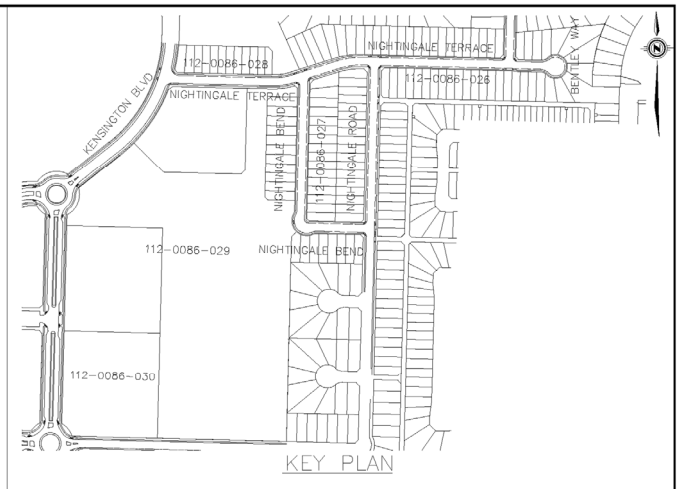 NIGHTINGALE TERRACE
BENTLEY WAY
Z
112-0086-028
112-0086-026
KENSINGTON BLVD
NIGHTINGALE TERRACE
NIGHTINGALE BEND
112-0086-027
NIGHTINGALE ROAD
112-0086-029
NIGHTINGALE BEND
112-0086-030
KEY PLAN